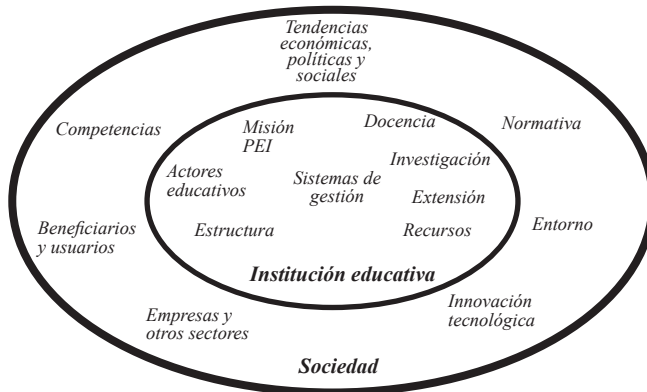 Tendencias
económicas,
políticas y
sociales
Competencias
Misión
PEI
Docencia
Normativa
Actores
educativos
Sistemas de
gestión
Investigación
Extensión
Beneficiarios
y usuarios
Estructura
Recursos
Entorno
Institución educativa
Empresas y
otros sectores
Innovación
tecnológica
Sociedad